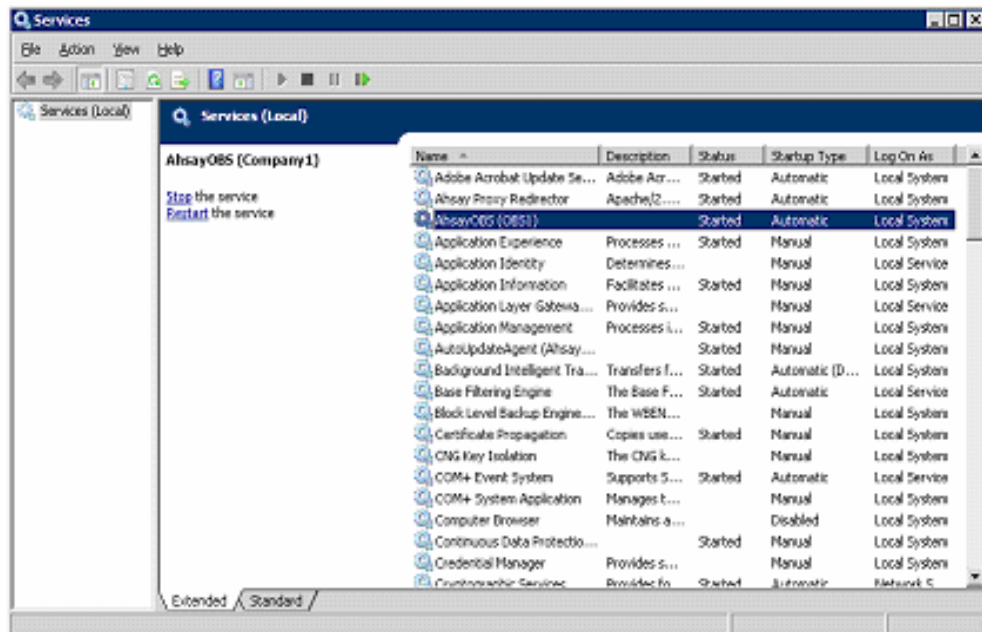 Services
File Action View Help
Services (Local)
Services (Local)
AhsayOBS (Company1)
Stop the service
Restart the service
Name Description Status Startup Type Log On As
Adobe Acrobat Update Se... Adobe Acr... Started Automatic Local System
Ahsay Proxy Redirector Apache/2.... Started Automatic Local System
AhsayOBS (OBS1) Started Automatic Local System
Application Experience Processes ... Started Manual Local System
Application Identity Determines... Manual Local Service
Application Information Facilitates ... Started Manual Local System
Application Layer Gatewa... Provides s... Manual Local Service
Application Management Processes i... Started Manual Local System
AutoUpdateAgent (Ahsay.... Started Manual Local System
Background Intelligent Tra... Transfers f... Started Automatic (D... Local System
Base Filtering Engine The Base F... Started Automatic Local Service
Block Level Backup Engine... The WBEN... Manual Local System
Certificate Propagation Copies use... Started Manual Local System
CNG Key Isolation The CNG k... Manual Local System
COM+ Event System Supports S... Started Automatic Local Service
COM+ System Application Manages t... Manual Local System
Computer Browser Maintains a... Disabled Local System
Continuous Data Protectio... Started Manual Local System
Credential Manager Provides s... Manual Local System
Cryptographic Services Provides fo... Started Automatic Network S...
Extended Standard